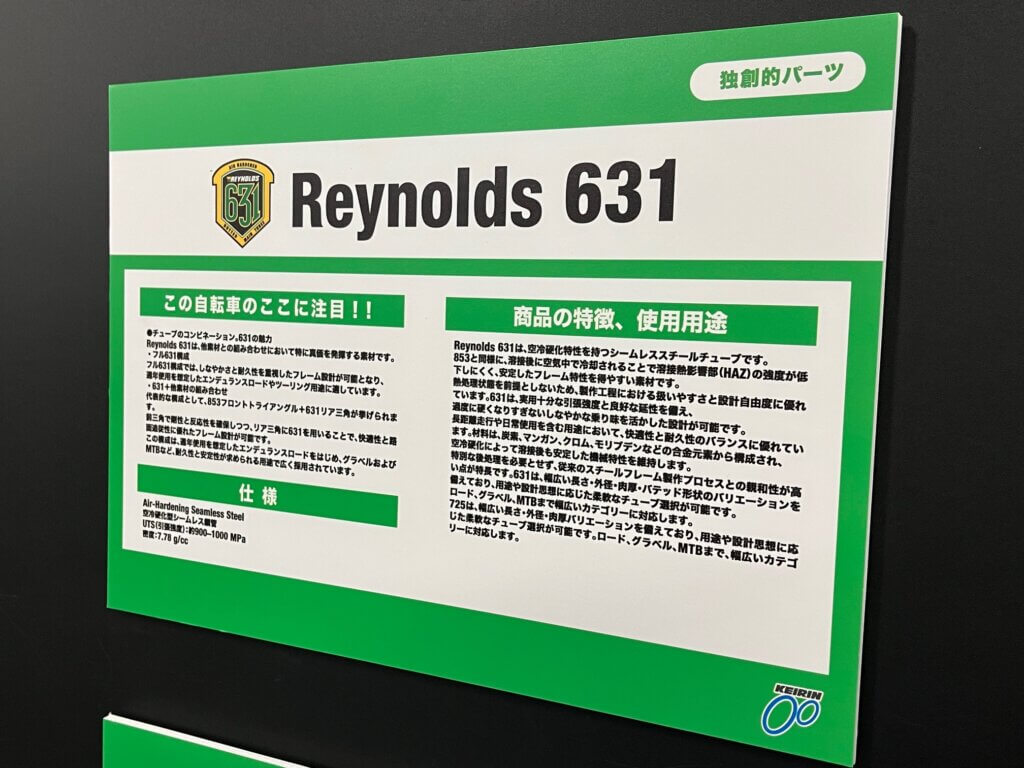 独創的パーツ
AIR HARDENED
REYNOLDS
631
Reynolds 631
この自転車のここに注目!!
●チューブのコンビネーション。631の魅力
Reynolds 631は、他素材との組み合わせにおいて特に真価を発揮する素材です。
・フル631構成
フル631構成では、しなやかさと耐久性を重視したフレーム設計が可能となり、
通年使用を想定したエンデュランスロードやツーリング用途に適しています。
・631+他素材の組み合わせ
代表的な構成として、853フロントトライアングル+631リア三角が挙げられま
す。
前三角で剛性と反応性を確保しつつ、リア三角に631を用いることで、快適性と路
面追従性に優れたフレーム設計が可能です。
この構成は、通年使用を想定したエンデュランスロードをはじめ、グラベルおよび
MTBなど、耐久性と安定性が求められる用途で広く採用されています。
仕様
Air-Hardening Seamless Steel
空冷硬化型シームレス鋼管
UTS(引張強度):約900–1000 MPa
密度:7.78 g/cc
商品の特徴、使用用途
Reynolds 631は、空冷硬化特性を持つシームレススチールチューブです。
853と同様に、溶接後に空気中で冷却されることで溶接熱影響部(HAZ)の強度が低
下しにくく、安定したフレーム特性を得やすい素材です。
熱処理状態を前提としないため、製作工程における扱いやすさと設計自由度に優れ
ています。631は、実用十分な引張強度と良好な延性を備え、
過度に硬くなりすぎないしなやかな乗り味を活かした設計が可能です。
長距離走行や日常使用を含む用途において、快適性と耐久性のバランスに優れてい
ます。材料は、炭素、マンガン、クロム、モリブデンなどの合金元素から構成され、
空冷硬化によって溶接後も安定した機械特性を維持します。
特別な後処理を必要とせず、従来のスチールフレーム製作プロセスとの親和性が高
い点が特長です。631は、幅広い長さ・外径・肉厚・バテッド形状のバリエーションを
備えており、用途や設計思想に応じた柔軟なチューブ選択が可能です。
ロード、グラベル、MTBまで幅広いカテゴリーに対応します。
725は、幅広い長さ・外径・肉厚バリエーションを備えており、用途や設計思想に応
じた柔軟なチューブ選択が可能です。ロード、グラベル、MTBまで、幅広いカテゴ
リーに対応します。
KEIRIN